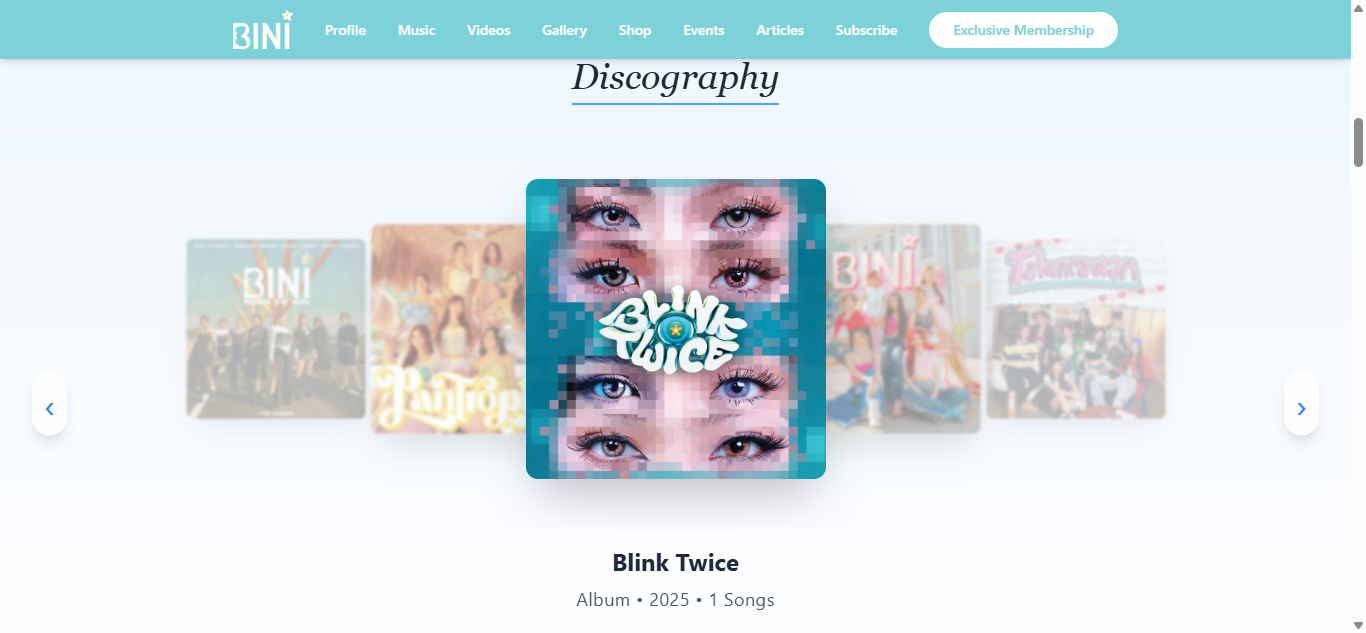 BINI
Profile
Music
Videos
Gallery
Shop
Events
Articles
Subscribe
Exclusive Membership
Discography
BINI
Pantrop
BLINK
TWICE
BINI
Talaarawan
‹
›
Blink Twice
Album • 2025 • 1 Songs